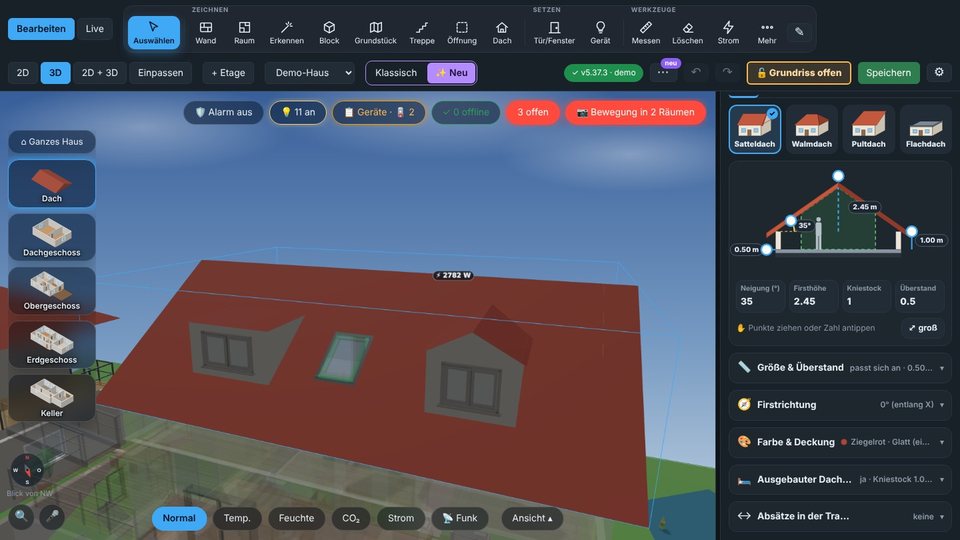 ZEICHNEN
SETZEN
WERKZEUGE
Bearbeiten
Live
Auswählen
Wand
Raum
Erkennen
Block
Grundstück
Treppe
Öffnung
Dach
Tür/Fenster
Gerät
Messen
Löschen
Strom
Mehr
2D
3D
2D + 3D
Einpassen
+ Etage
Demo-Haus
Klassisch
✨ Neu
✓ v5.37.3 · demo
neu
Grundriss offen
Speichern
Alarm aus
11 an
Geräte · 2
✓ 0 offline
3 offen
Bewegung in 2 Räumen
⌂ Ganzes Haus
Dach
Dachgeschoss
Obergeschoss
Erdgeschoss
Keller
⚡ 2782 W
N
W
O
S
Blick von NW
Normal
Temp.
Feuchte
CO₂
Strom
Funk
Ansicht ▴
Satteldach
Walmdach
Pultdach
Flachdach
2.45 m
35°
0.50 m
1.00 m
Neigung (°)
35
Firsthöhe
2.45
Kniestock
1
Überstand
0.5
Punkte ziehen oder Zahl antippen
⤢ groß
Größe & Überstand passt sich an · 0.50...
Firstrichtung 0° (entlang X)
Farbe & Deckung Ziegelrot · Glatt (ei...
Ausgebauter Dach... ja · Kniestock 1.0...
Absätze in der Tra... keine